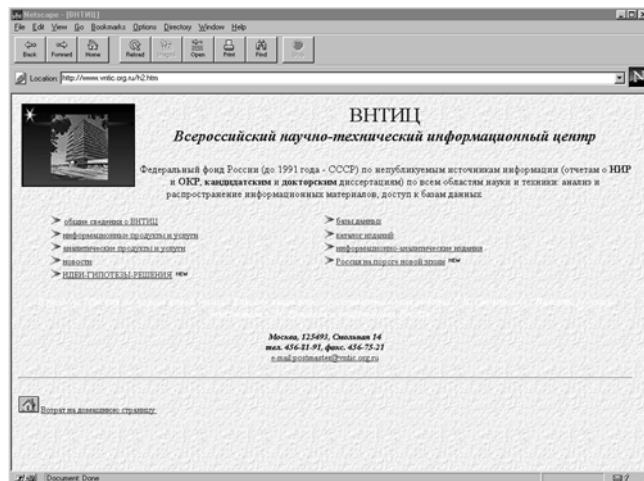 Netscape - [ВНТИЦ]
File Edit View Go Bookmarks Options Directory Window Help
Back Forward Home Reload Images Open Print Find Stop
Location: http://www.vntic.org.ru/h2.htm
N
ВНТИЦ
Всероссийский научно-технический информационный центр
Федеральный фонд России (до 1991 года - СССР) по непубликуемым источникам информации (отчетам о НИР
и ОКР, кандидатским и докторским диссертациям) по всем областям науки и техники: анализ и
распространение информационных материалов, доступ к базам данных
общие сведения о ВНТИЦ
информационные продукты и услуги
аналитические продукты и услуги
новости
ИДЕИ-ГИПОТЕЗЫ-РЕШЕНИЯ NEW
базы данных
каталог изданий
информационно-аналитические издания
Россия на пороге новой эпохи NEW
Москва, 125493, Смольная 14
тел. 456-81-91, факс. 456-75-21
e-mail:postmaster@vntic.org.ru
Возврат на домашнюю страницу
Document: Done